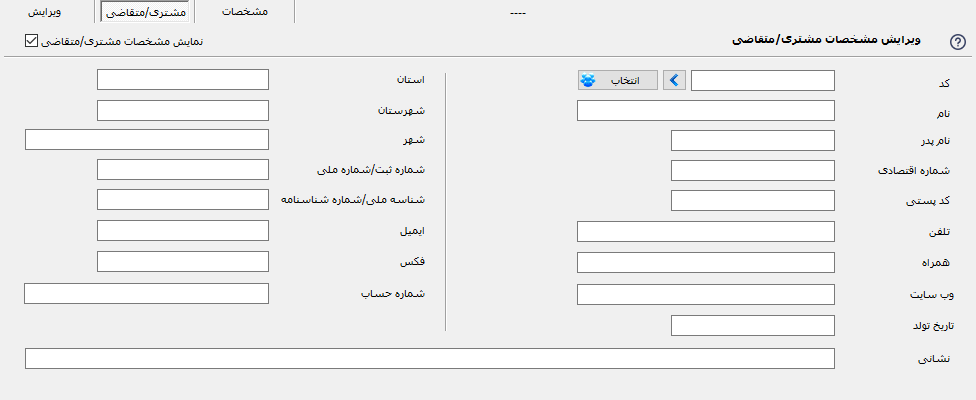 ---- مشخصات مشتری/متقاضی ویرایش
ویرایش مشخصات مشتری/متقاضی
نمایش مشخصات مشتری/متقاضی
کد
انتخاب
نام
نام پدر
شماره اقتصادی
کد پستی
تلفن
همراه
وب سایت
تاریخ تولد
استان
شهرستان
شهر
شماره ثبت/شماره ملی
شناسه ملی/شماره شناسنامه
ایمیل
فکس
شماره حساب
نشانی